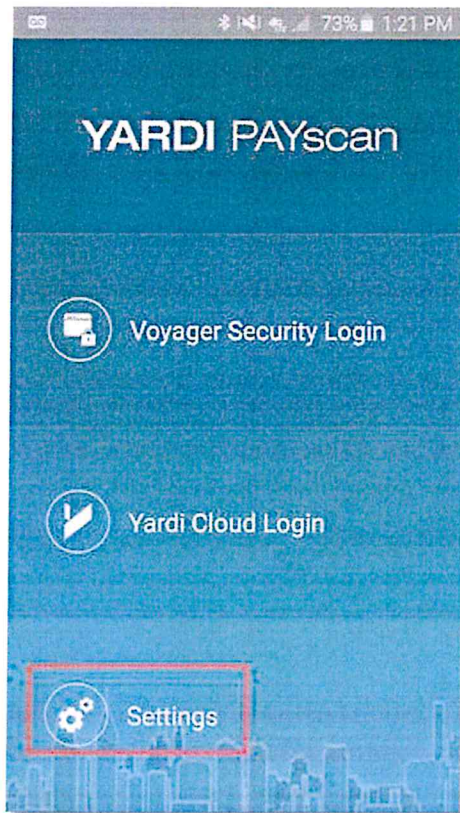 73% 1:21 PM
YARDI PAYscan
Voyager Security Login
Yardi Cloud Login
Settings